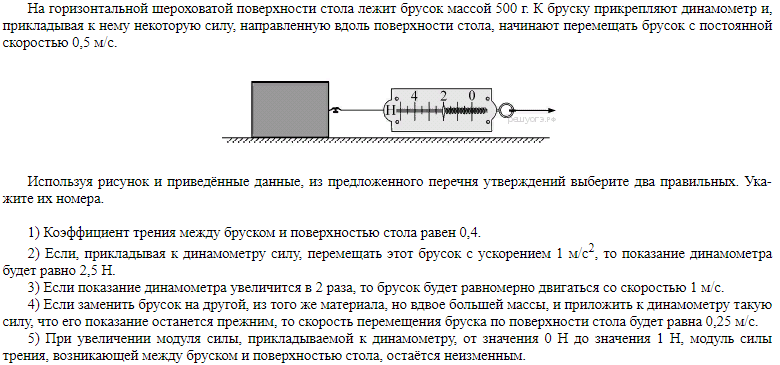 На горизонтальной шероховатой поверхности стола лежит брусок массой 500 г. К бруску прикрепляют динамометр и,
прикладывая к нему некоторую силу, направленную вдоль поверхности стола, начинают перемещать брусок с постоянной
скоростью 0,5 м/с.
4 2 0
Н
РЕШУОГЭ.РФ
Используя рисунок и приведённые данные, из предложенного перечня утверждений выберите два правильных. Ука-
жите их номера.
1) Коэффициент трения между бруском и поверхностью стола равен 0,4.
2) Если, прикладывая к динамометру силу, перемещать этот брусок с ускорением 1 м/с², то показание динамометра
будет равно 2,5 Н.
3) Если показание динамометра увеличится в 2 раза, то брусок будет равномерно двигаться со скоростью 1 м/с.
4) Если заменить брусок на другой, из того же материала, но вдвое большей массы, и приложить к динамометру такую
силу, что его показание останется прежним, то скорость перемещения бруска по поверхности стола будет равна 0,25 м/с.
5) При увеличении модуля силы, прикладываемой к динамометру, от значения 0 Н до значения 1 Н, модуль силы
трения, возникающей между бруском и поверхностью стола, остаётся неизменным.